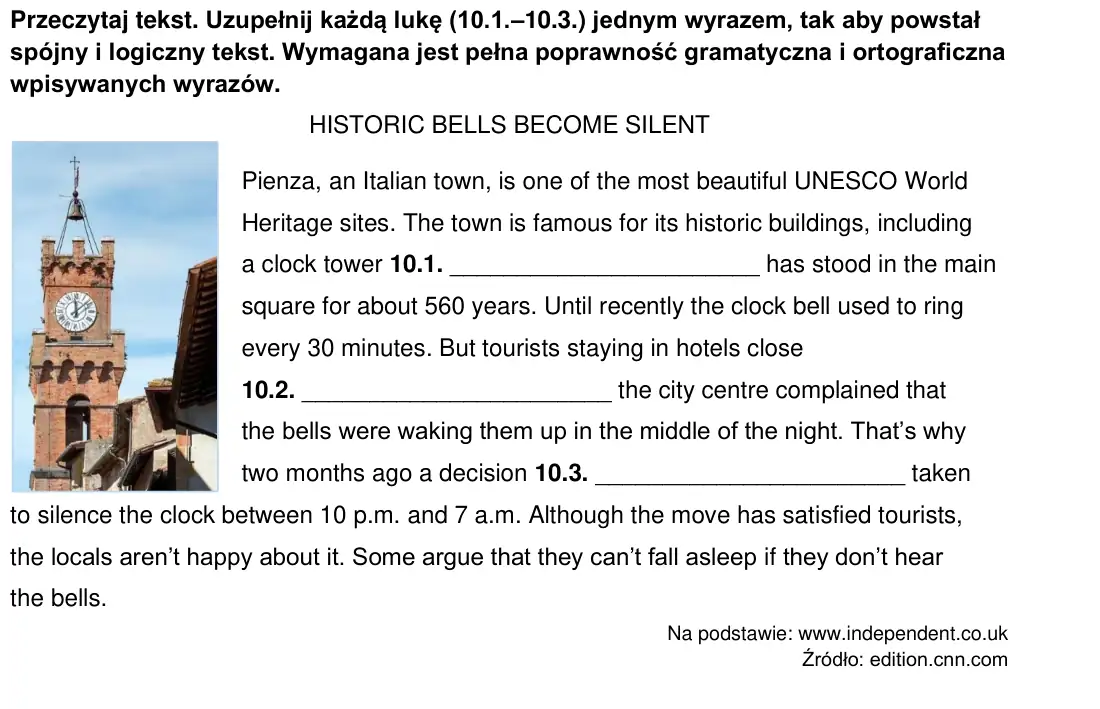 Przeczytaj tekst. Uzupełnij każdą lukę (10.1.–10.3.) jednym wyrazem, tak aby powstał
spójny i logiczny tekst. Wymagana jest pełna poprawność gramatyczna i ortograficzna
wpisywanych wyrazów.
HISTORIC BELLS BECOME SILENT
Pienza, an Italian town, is one of the most beautiful UNESCO World
Heritage sites. The town is famous for its historic buildings, including
a clock tower 10.1. _______________________ has stood in the main
square for about 560 years. Until recently the clock bell used to ring
every 30 minutes. But tourists staying in hotels close
10.2. _______________________ the city centre complained that
the bells were waking them up in the middle of the night. That’s why
two months ago a decision 10.3. _______________________ taken
to silence the clock between 10 p.m. and 7 a.m. Although the move has satisfied tourists,
the locals aren’t happy about it. Some argue that they can’t fall asleep if they don’t hear
the bells.
Na podstawie: www.independent.co.uk
Źródło: edition.cnn.com